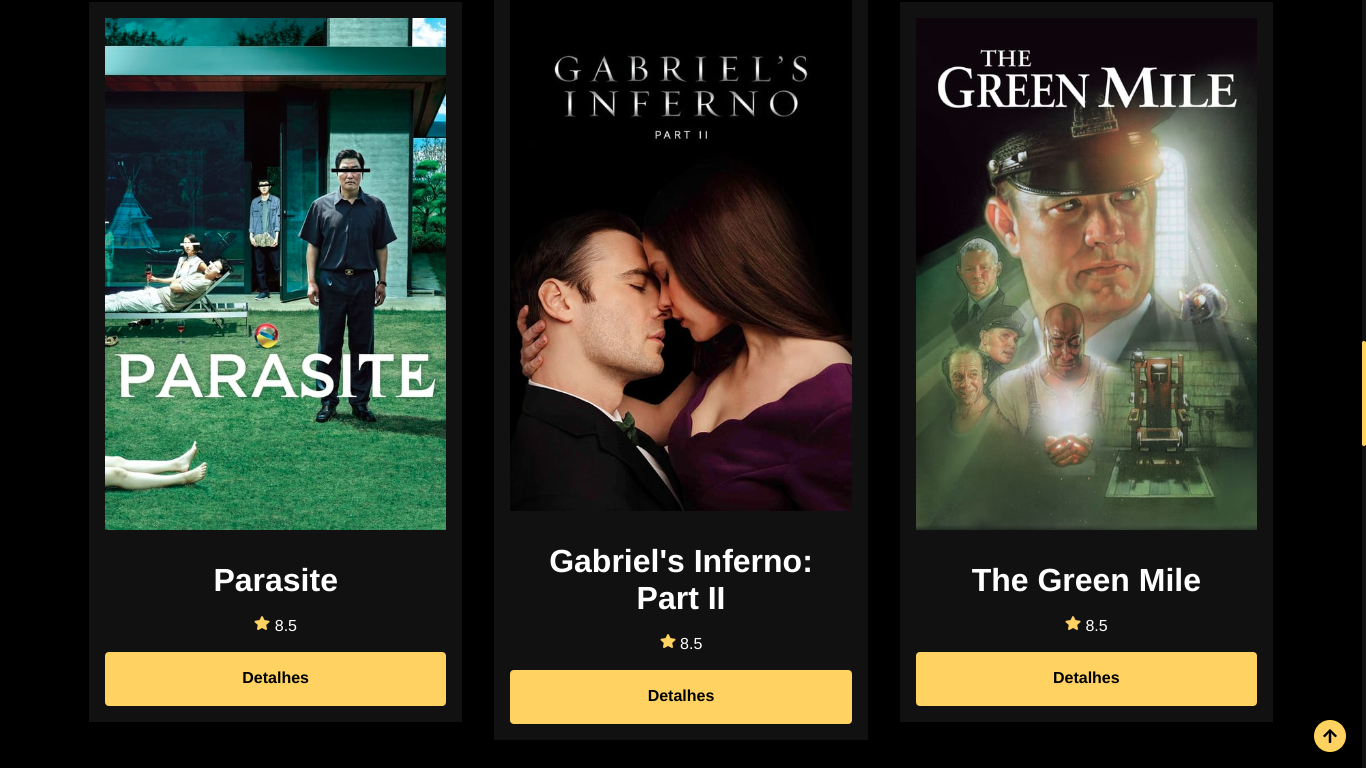 PARASITE
Parasite
8.5
Detalhes
GABRIEL'S
INFERNO
PART II
Gabriel's Inferno:
Part II
8.5
Detalhes
THE
GREEN MILE
The Green Mile
8.5
Detalhes